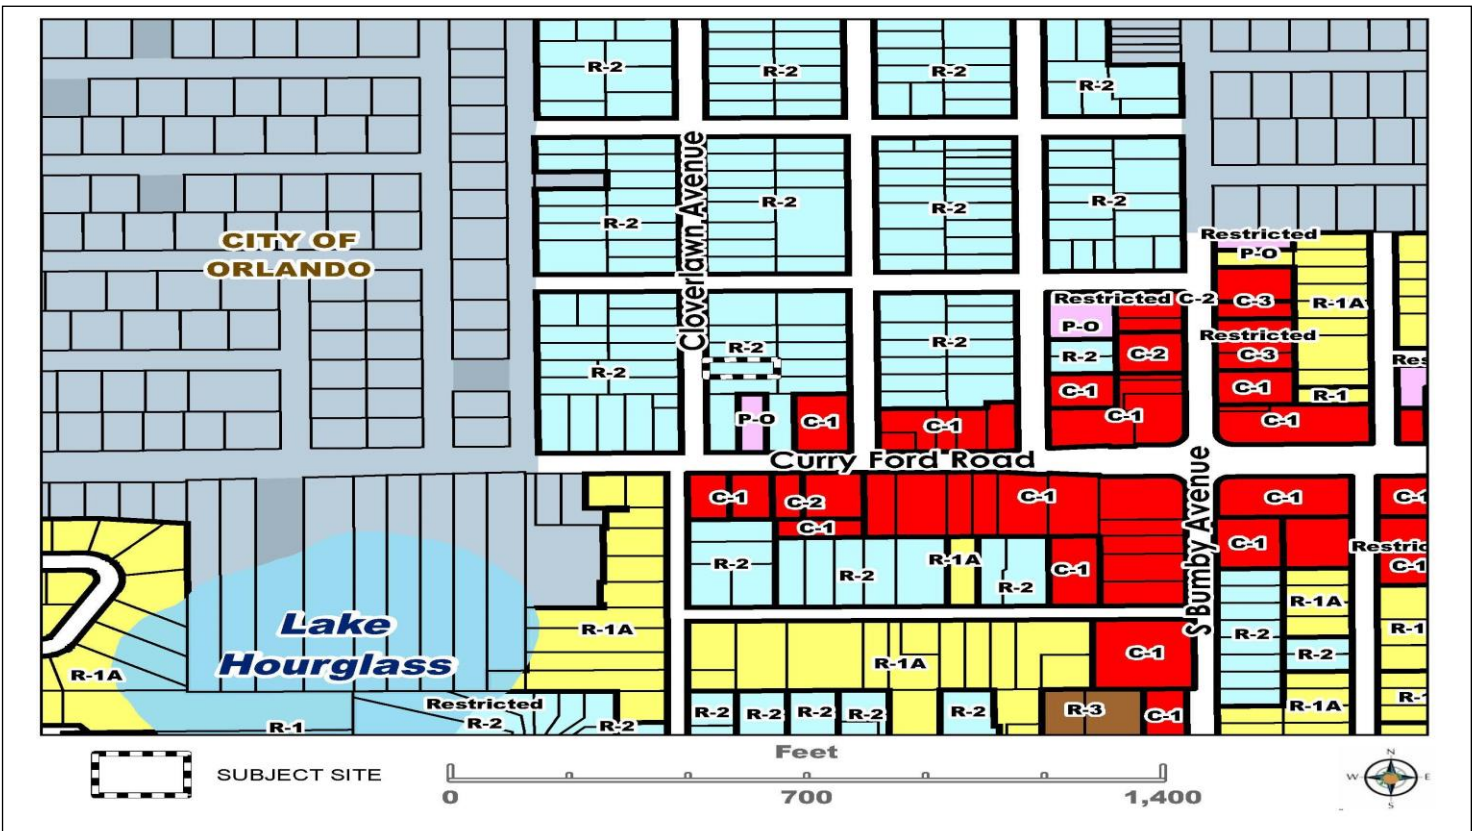 R-2
R-2
R-2
R-2
Cloverlawn Avenue
R-2
R-2
R-2
R-2
CITY OF
ORLANDO
Restricted
P-O
Restricted C-2
C-3
R-1A
P-O
Restricted
R-2
R-2
R-2
C-2
C-3
R-2
R-2
C-1
C-1
R-1
P-O
C-1
C-1
C-1
C-1
Curry Ford Road
S Bumby Avenue
C-1
C-2
C-1
C-1
C-1
C-1
R-2
R-2
R-1A
R-2
C-1
C-1
C-1
Lake
Hourglass
R-1A
R-1A
R-2
R-1A
C-1
R-2
R-1A
Restricted
R-2
R-1
R-2
R-2
R-2
R-2
R-2
R-2
R-3
C-1
R-1A
SUBJECT SITE
Feet
0 700 1,400
N
W E
S